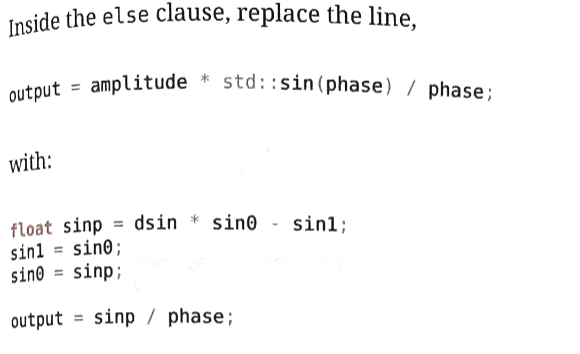 Inside the else clause, replace the line,
output = amplitude * std::sin(phase) / phase;
with:
float sinp = dsin * sin0 - sin1;
sin1 = sin0;
sin0 = sinp;
output = sinp / phase;